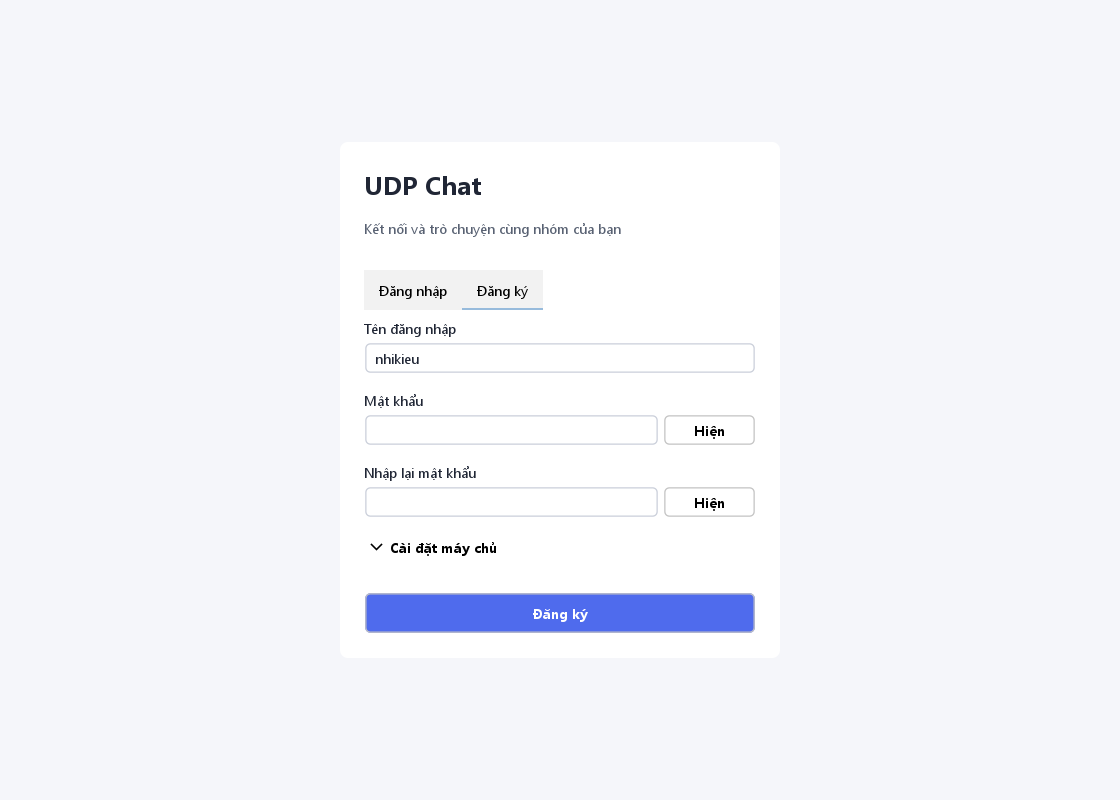 UDP Chat
Kết nối và trò chuyện cùng nhóm của bạn
Đăng nhập Đăng ký
Tên đăng nhập
nhikieu
Mật khẩu
Hiện
Nhập lại mật khẩu
Hiện
Cài đặt máy chủ
Đăng ký